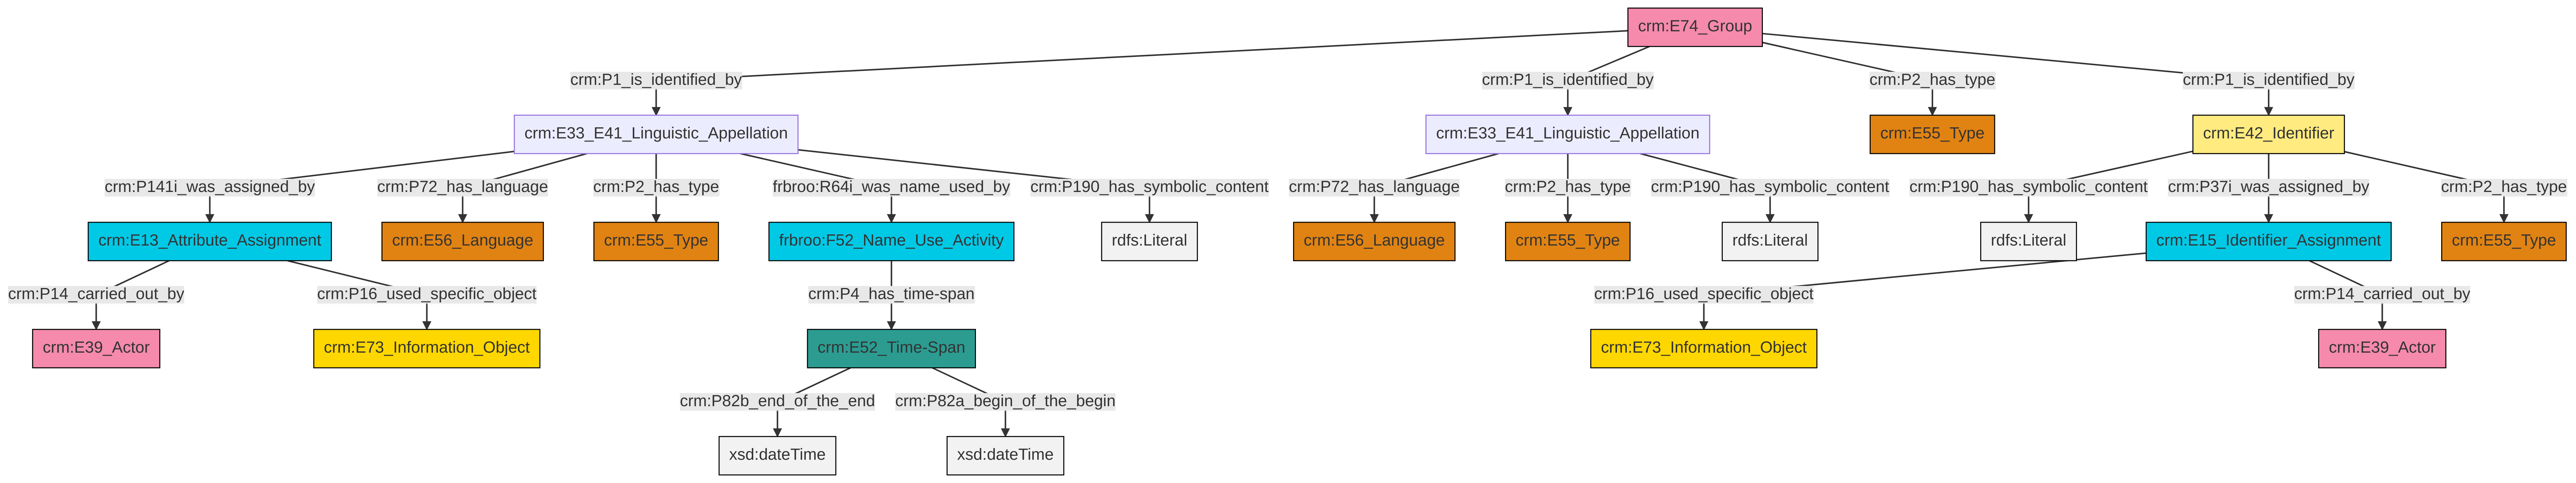 crm:E74_Group
crm:P1_is_identified_by
crm:P1_is_identified_by
crm:P2_has_type
crm:P1_is_identified_by
crm:E33_E41_Linguistic_Appellation
crm:E33_E41_Linguistic_Appellation
crm:E55_Type
crm:E42_Identifier
crm:P141i_was_assigned_by
crm:P72_has_language
crm:P2_has_type
frbroo:R64i_was_name_used_by
crm:P190_has_symbolic_content
crm:P72_has_language
crm:P2_has_type
crm:P190_has_symbolic_content
crm:P190_has_symbolic_content
crm:P37i_was_assigned_by
crm:P2_has_type
crm:E13_Attribute_Assignment
crm:E56_Language
crm:E55_Type
frbroo:F52_Name_Use_Activity
rdfs:Literal
crm:E56_Language
crm:E55_Type
rdfs:Literal
rdfs:Literal
crm:E15_Identifier_Assignment
crm:E55_Type
crm:P14_carried_out_by
crm:P16_used_specific_object
crm:P4_has_time-span
crm:P16_used_specific_object
crm:P14_carried_out_by
crm:E39_Actor
crm:E73_Information_Object
crm:E52_Time-Span
crm:E73_Information_Object
crm:E39_Actor
crm:P82b_end_of_the_end
crm:P82a_begin_of_the_begin
xsd:dateTime
xsd:dateTime